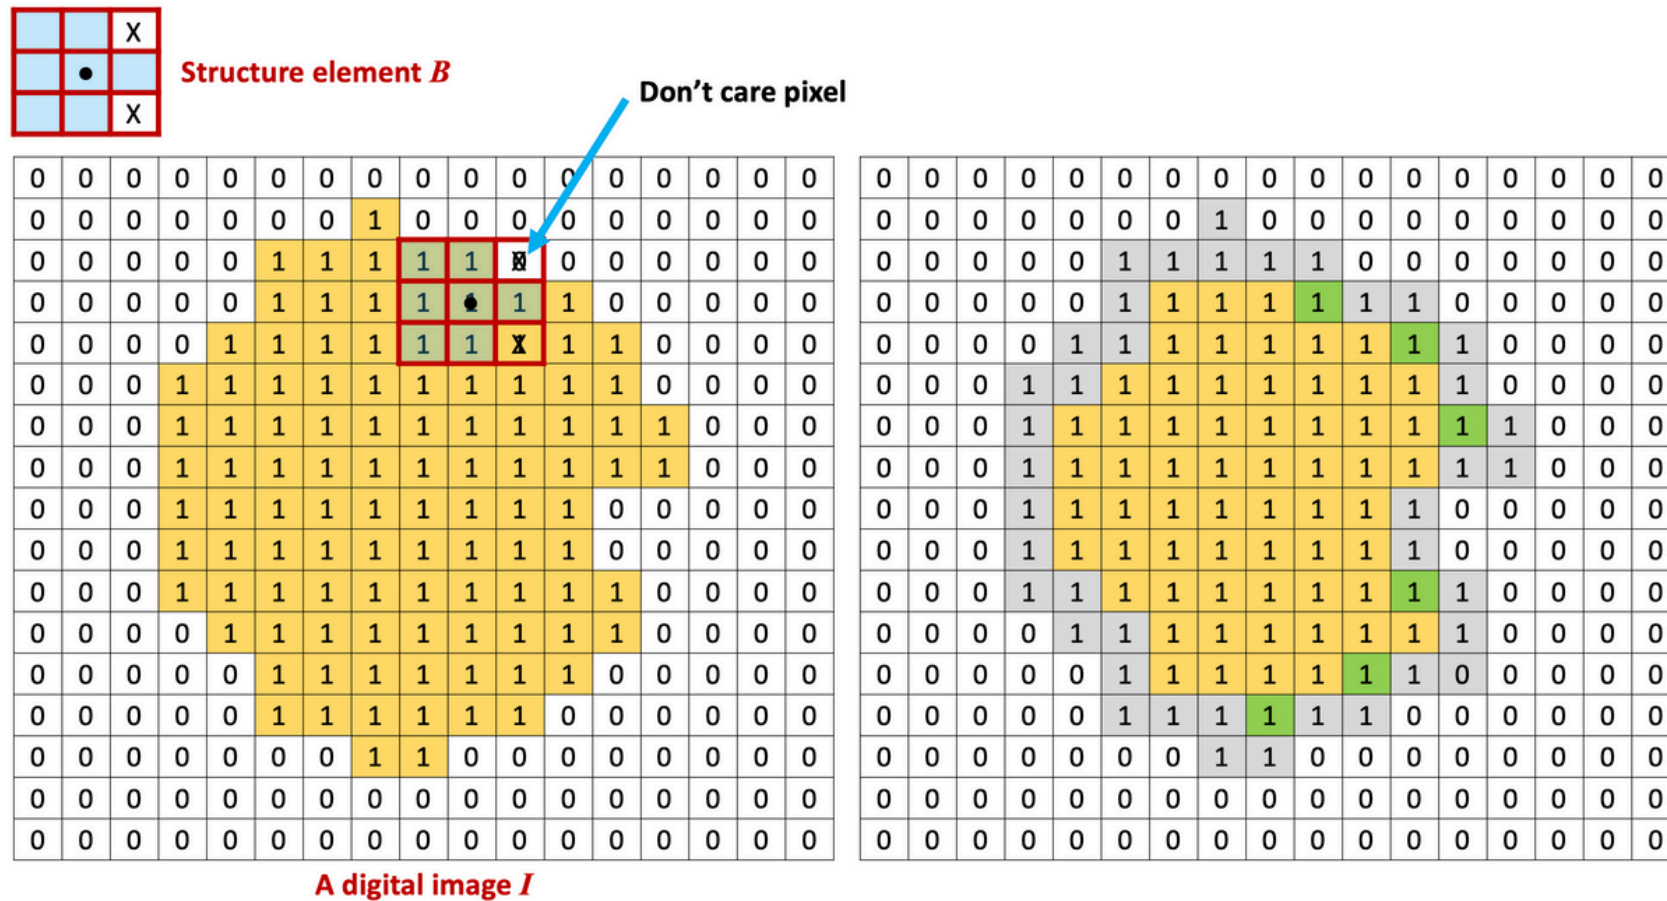 X
Structure element B
X
Don't care pixel
0 0 0 0 0 0 0 0 0 0 0 0 0 0 0 0 0
0 0 0 0 0 0 0 1 0 0 0 0 0 0 0 0 0
0 0 0 0 0 1 1 1 1 1 X 0 0 0 0 0 0
0 0 0 0 0 1 1 1 1 1 1 1 0 0 0 0 0
0 0 0 0 1 1 1 1 1 1 X 1 1 0 0 0 0
0 0 0 1 1 1 1 1 1 1 1 1 1 0 0 0 0
0 0 0 1 1 1 1 1 1 1 1 1 1 1 0 0 0
0 0 0 1 1 1 1 1 1 1 1 1 1 1 0 0 0
0 0 0 1 1 1 1 1 1 1 1 1 0 0 0 0 0
0 0 0 1 1 1 1 1 1 1 1 1 0 0 0 0 0
0 0 0 1 1 1 1 1 1 1 1 1 1 0 0 0 0
0 0 0 0 1 1 1 1 1 1 1 1 1 0 0 0 0
0 0 0 0 0 1 1 1 1 1 1 1 0 0 0 0 0
0 0 0 0 0 1 1 1 1 1 1 0 0 0 0 0 0
0 0 0 0 0 0 0 1 1 0 0 0 0 0 0 0 0
0 0 0 0 0 0 0 0 0 0 0 0 0 0 0 0 0
0 0 0 0 0 0 0 0 0 0 0 0 0 0 0 0 0
A digital image I
0 0 0 0 0 0 0 0 0 0 0 0 0 0 0 0 0
0 0 0 0 0 0 0 1 0 0 0 0 0 0 0 0 0
0 0 0 0 0 1 1 1 1 1 0 0 0 0 0 0 0
0 0 0 0 0 1 1 1 1 1 1 1 0 0 0 0 0
0 0 0 0 1 1 1 1 1 1 1 1 1 0 0 0 0
0 0 0 1 1 1 1 1 1 1 1 1 1 0 0 0 0
0 0 0 1 1 1 1 1 1 1 1 1 1 1 0 0 0
0 0 0 1 1 1 1 1 1 1 1 1 1 1 0 0 0
0 0 0 1 1 1 1 1 1 1 1 1 0 0 0 0 0
0 0 0 1 1 1 1 1 1 1 1 1 0 0 0 0 0
0 0 0 1 1 1 1 1 1 1 1 1 1 0 0 0 0
0 0 0 0 1 1 1 1 1 1 1 1 1 0 0 0 0
0 0 0 0 0 1 1 1 1 1 1 1 0 0 0 0 0
0 0 0 0 0 1 1 1 1 1 1 0 0 0 0 0 0
0 0 0 0 0 0 0 1 1 0 0 0 0 0 0 0 0
0 0 0 0 0 0 0 0 0 0 0 0 0 0 0 0 0
0 0 0 0 0 0 0 0 0 0 0 0 0 0 0 0 0